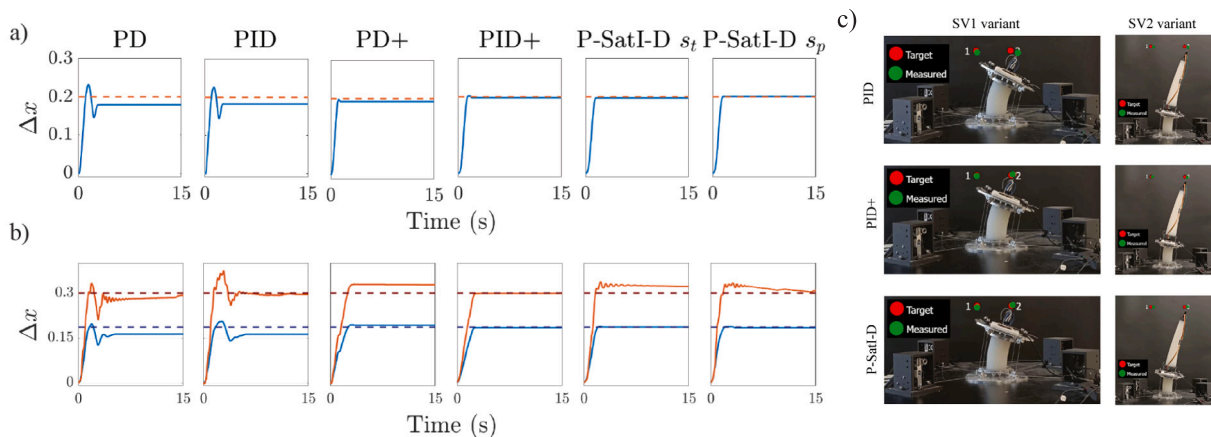 a)
PD
PID
PD+
PID+
P-SatI-D s_t
P-SatI-D s_p
0.3
0.2
0.1
0
Δx
0 15
0 15
0 15
0 15
0 15
0 15
Time (s)
b)
0.3
0.15
0
Δx
0 15
0 15
0 15
0 15
0 15
0 15
Time (s)
c)
SV1 variant
SV2 variant
PID
Target
Measured
1 2
Target
Measured
PID+
Target
Measured
1 2
Target
Measured
P-SatI-D
Target
Measured
1 2
Target
Measured